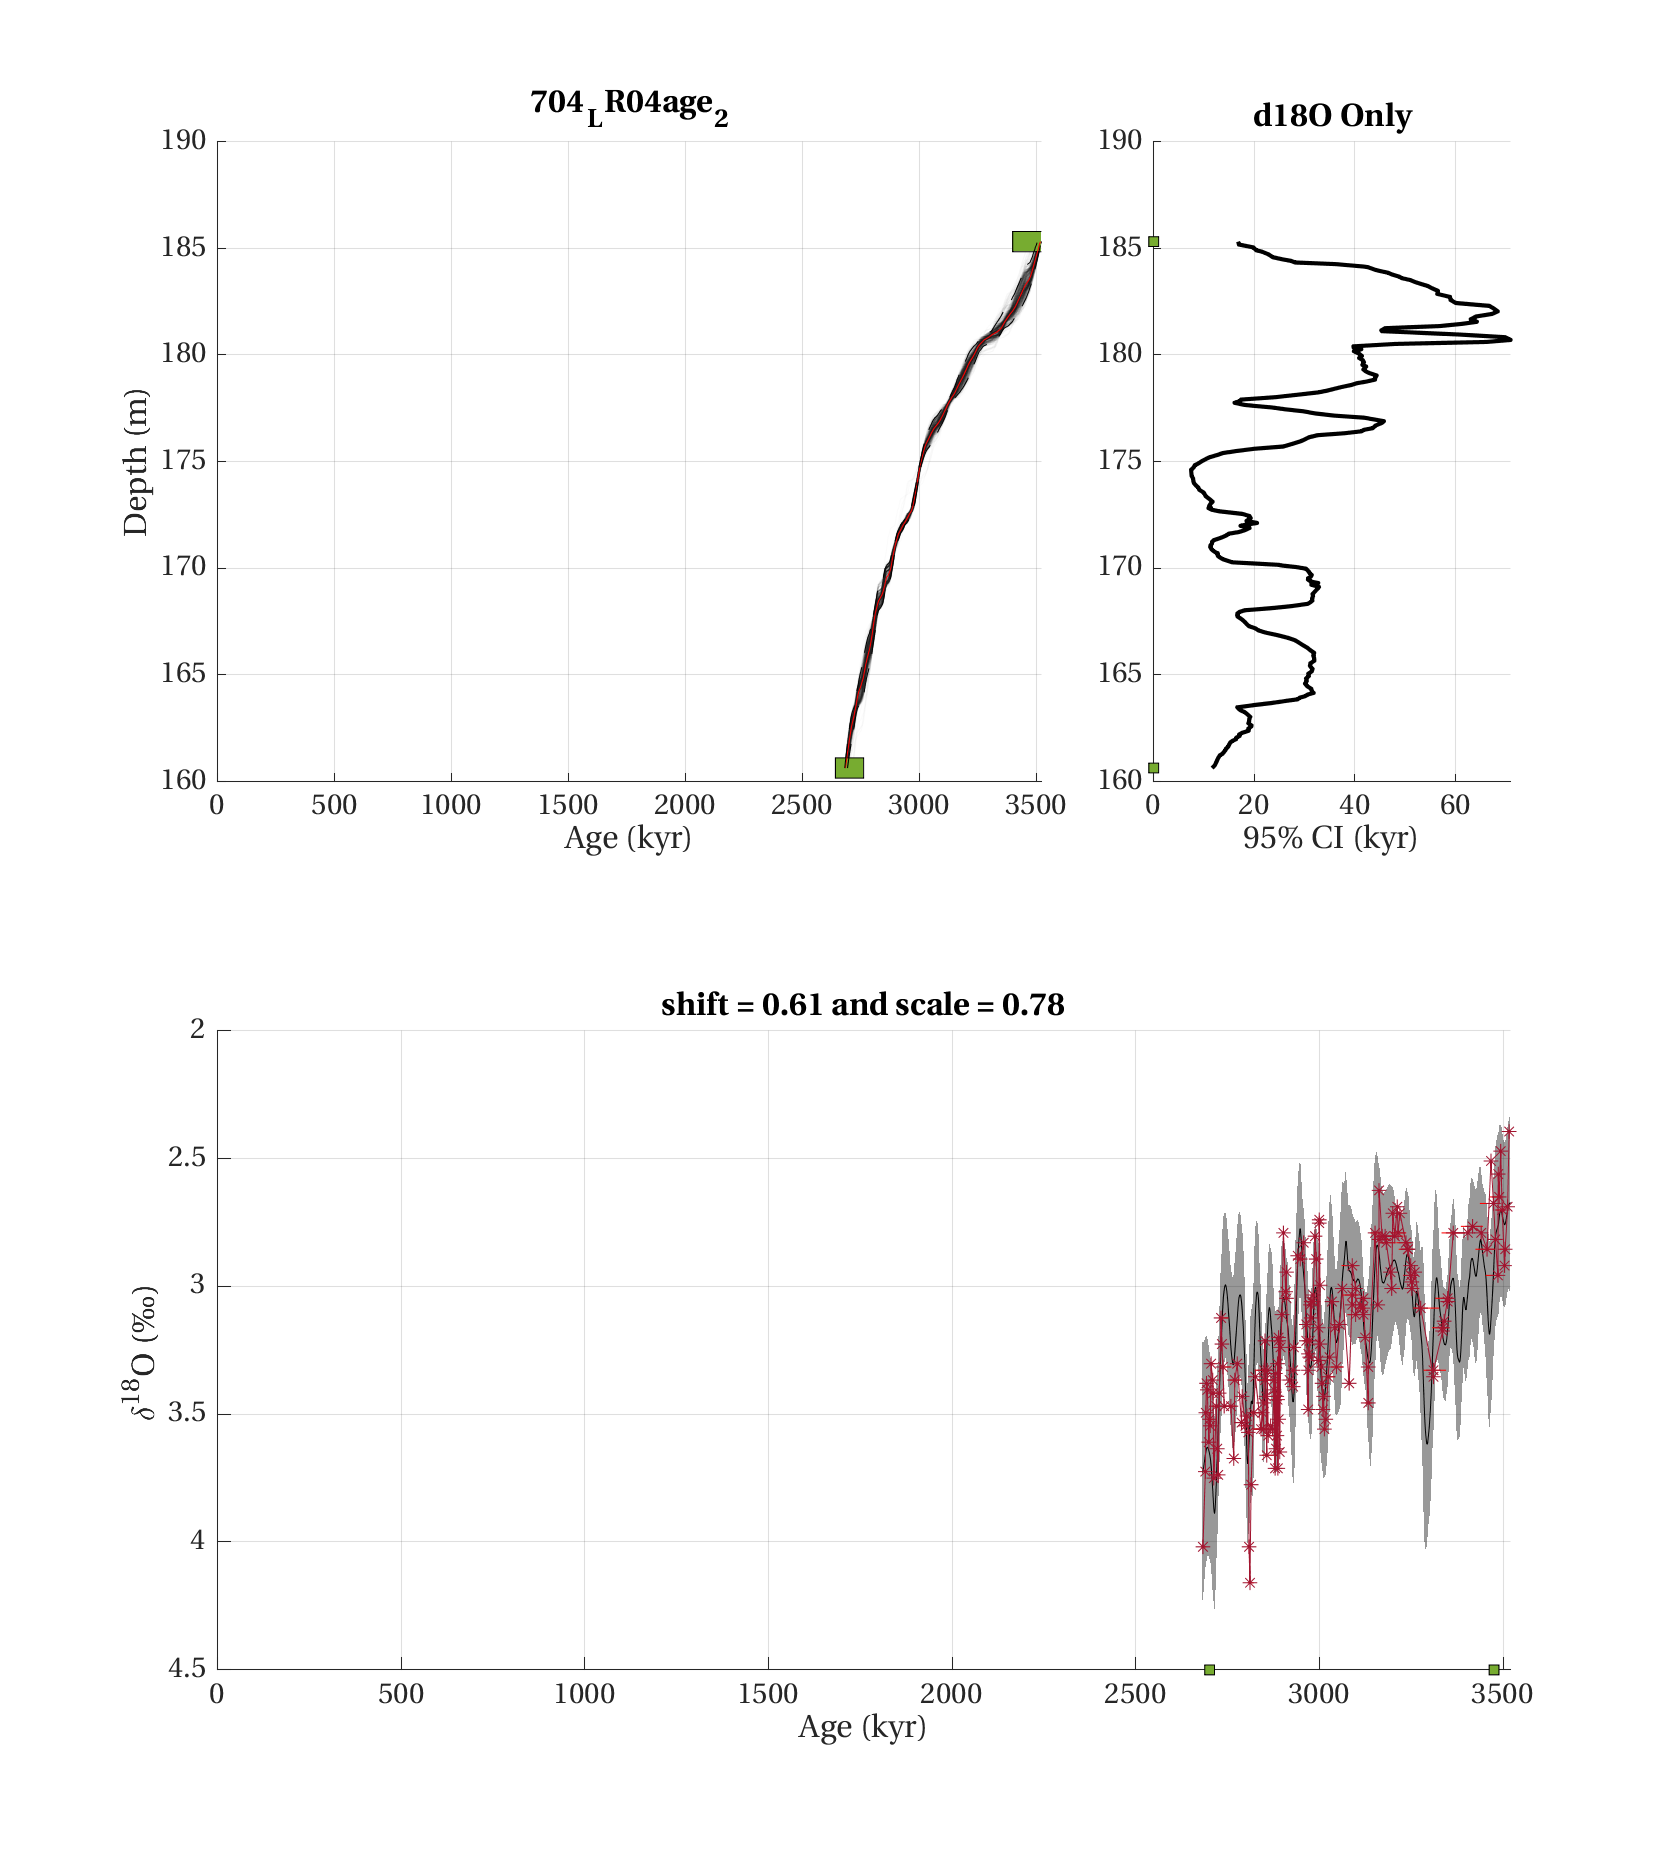 704LR04age2
d18O Only
190
185
180
175
170
165
160
Depth (m)
0 500 1000 1500 2000 2500 3000 3500
Age (kyr)
190
185
180
175
170
165
160
0 20 40 60
95% CI (kyr)
shift = 0.61 and scale = 0.78
2
2.5
3
3.5
4
4.5
δ18O (‰)
0 500 1000 1500 2000 2500 3000 3500
Age (kyr)